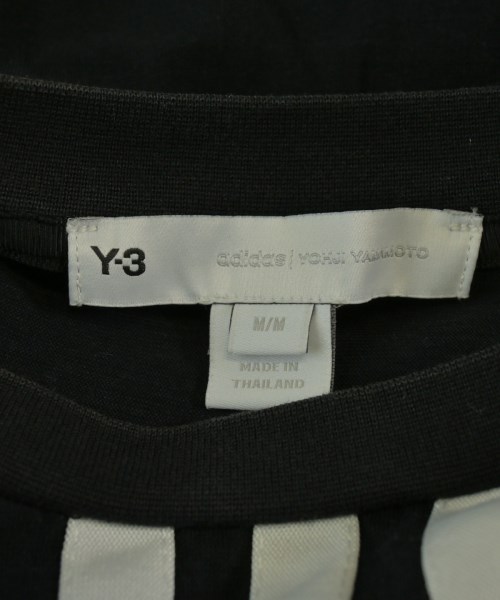 Y-3 adidas | YOHJI YAMAMOTO
M/M
MADE IN
THAILAND